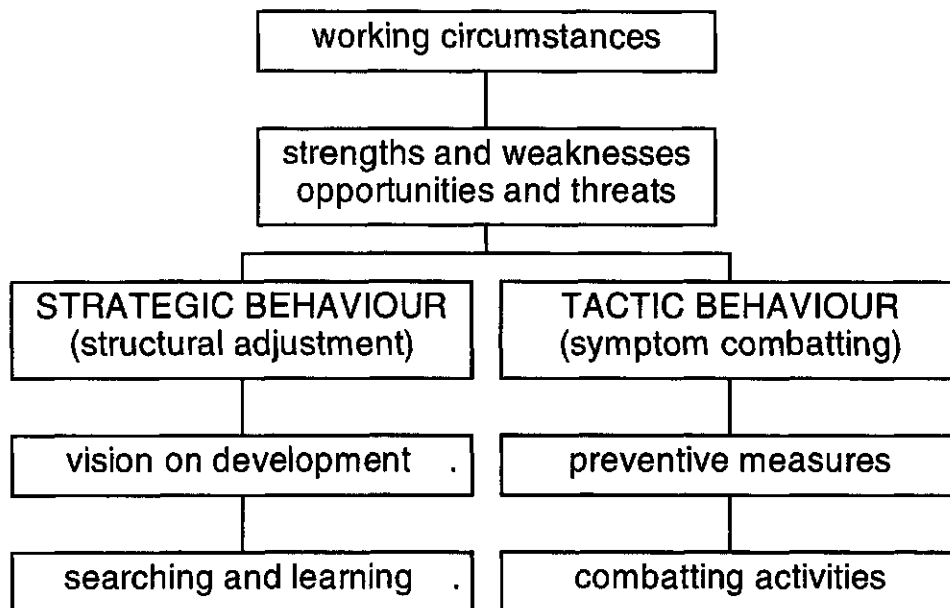 working circumstances
strengths and weaknesses
opportunities and threats
STRATEGIC BEHAVIOUR
(structural adjustment)
TACTIC BEHAVIOUR
(symptom combatting)
vision on development .
preventive measures
searching and learning .
combatting activities